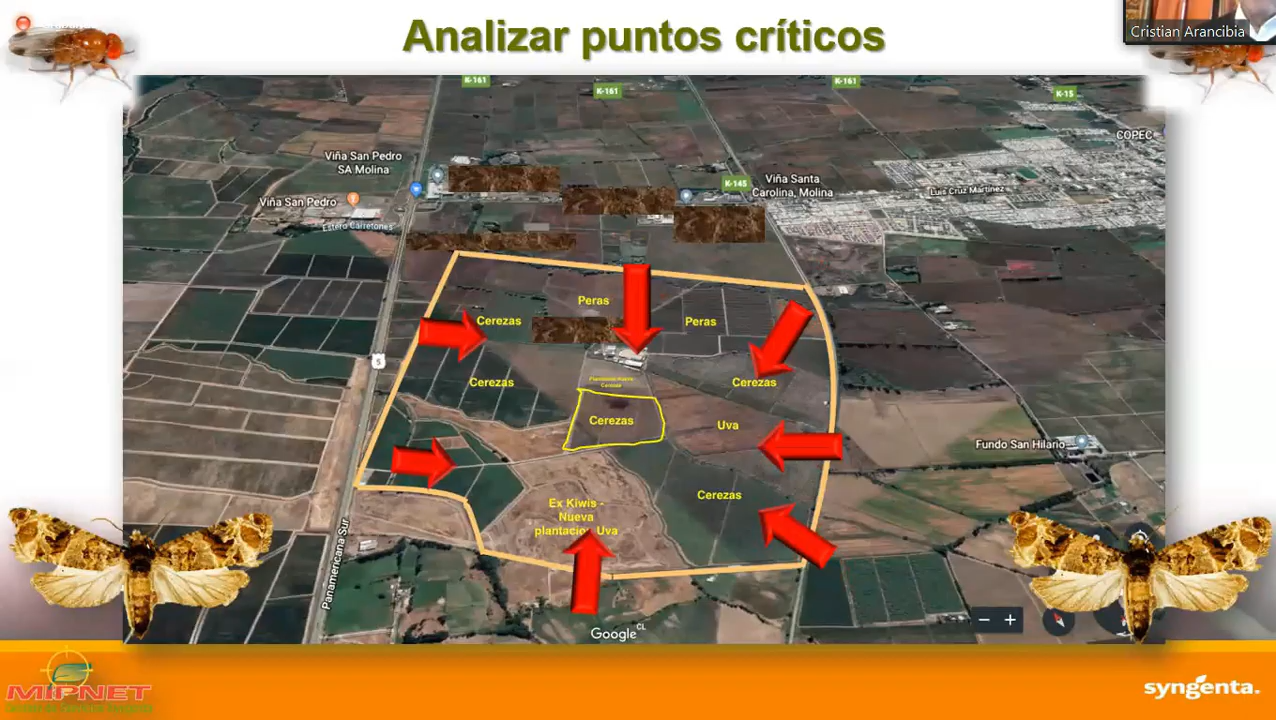 Analizar puntos críticos
Cristian Arancibia
K-161
K-161
K-161
K-15
COPEC
Viña San Pedro
SA Molina
Viña San Pedro
Estero Carretones
K-145
Viña Santa
Carolina, Molina
Luis Cruz Martinez
Peras
Cerezas
Peras
5
Cerezas
Cerezas
Cerezas
Uva
Fundo San Hilario
Cerezas
Ex Kiwis -
Nueva
Uva
Panamericana Sur
Google
CL
MIPNET
syngenta.